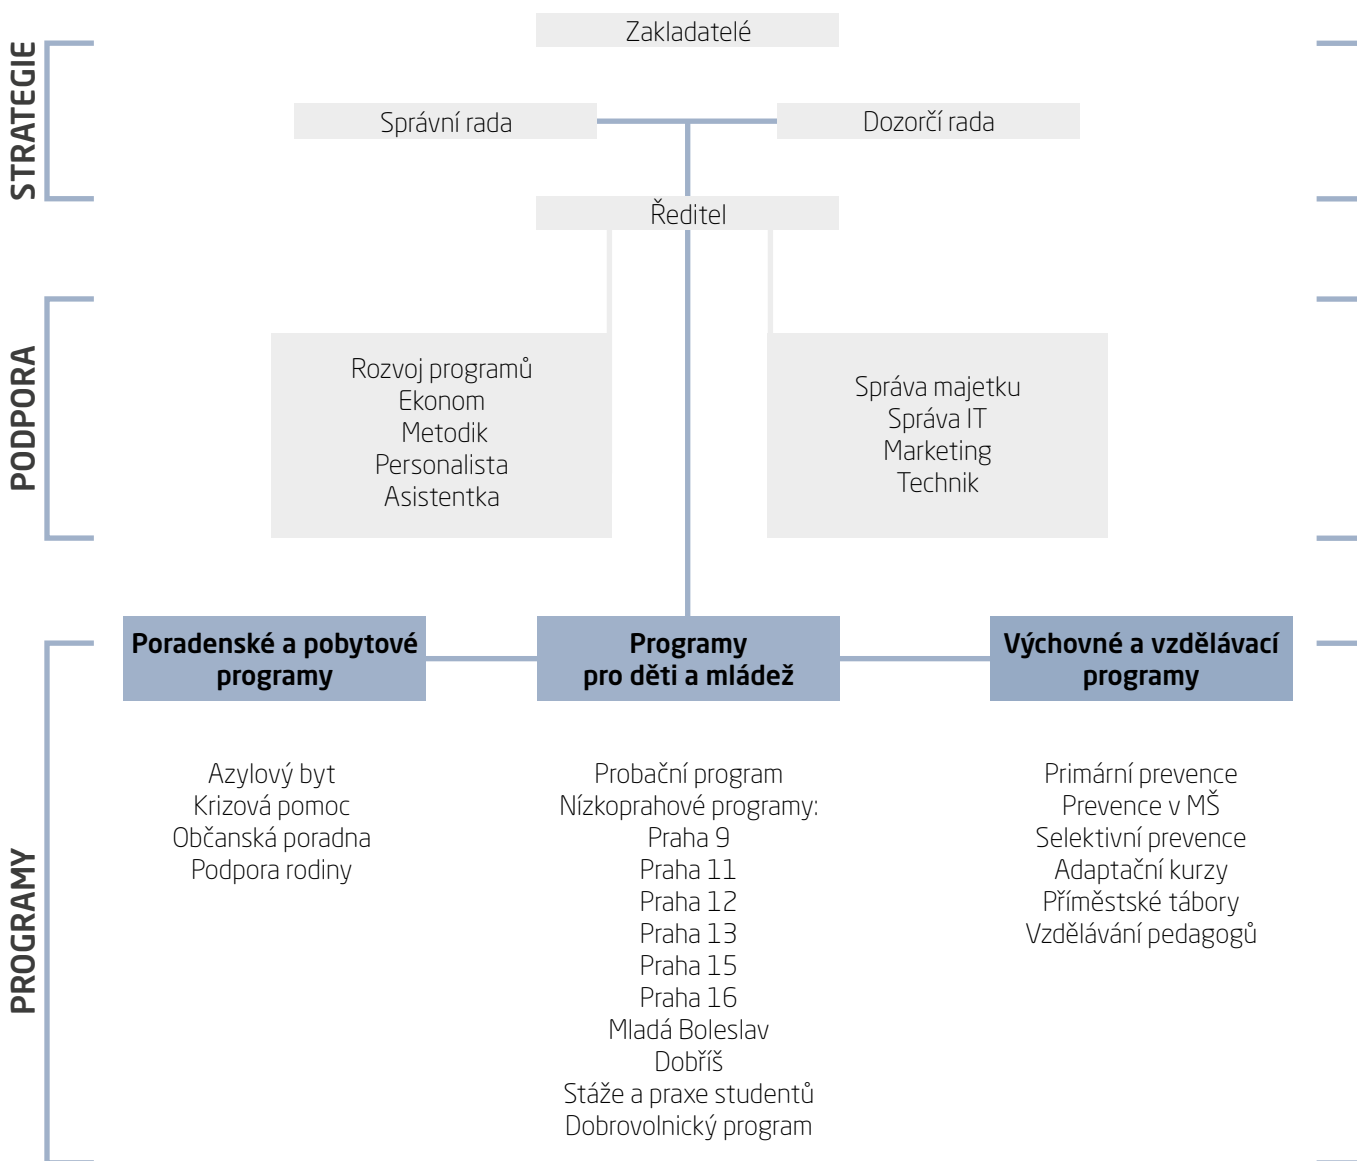 STRATEGIE
Zakladatelé
Správní rada
Dozorčí rada
Ředitel
PODPORA
Rozvoj programů
Ekonom
Metodik
Personalista
Asistentka
Správa majetku
Správa IT
Marketing
Technik
PROGRAMY
Poradenské a pobytové
programy
Azylový byt
Krizová pomoc
Občanská poradna
Podpora rodiny
Programy
pro děti a mládež
Probační program
Nízkoprahové programy:
Praha 9
Praha 11
Praha 12
Praha 13
Praha 15
Praha 16
Mladá Boleslav
Dobříš
Stáže a praxe studentů
Dobrovolnický program
Výchovné a vzdělávací
programy
Primární prevence
Prevence v MŠ
Selektivní prevence
Adaptační kurzy
Příměstské tábory
Vzdělávání pedagogů